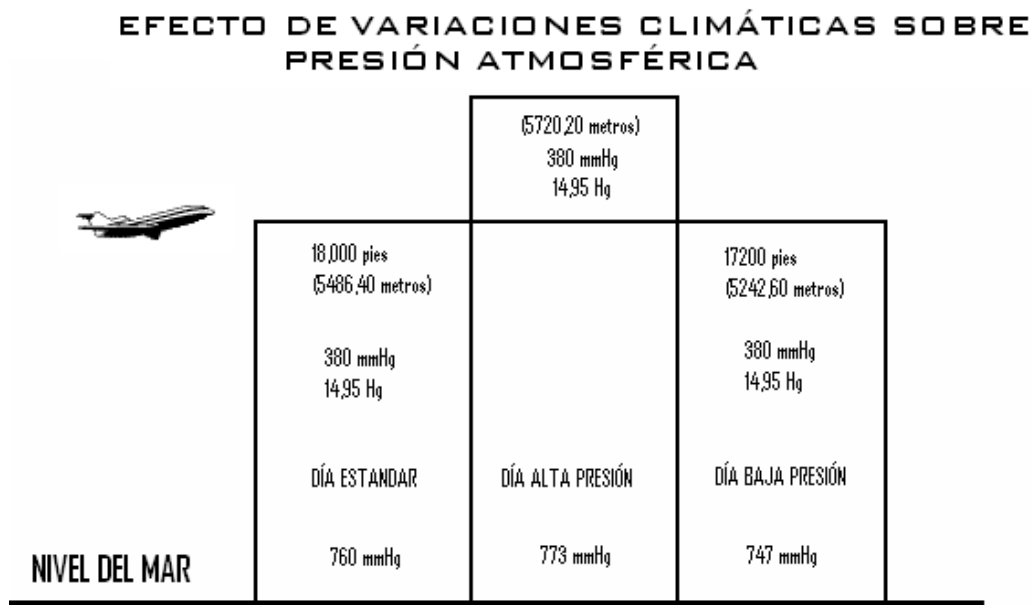 EFECTO DE VARIACIONES CLIMÁTICAS SOBRE
PRESIÓN ATMOSFÉRICA
(5720,20 metros)
380 mmHg
14,95 Hg
18,000 pies
(5486,40 metros)
380 mmHg
14,95 Hg
DÍA ESTANDAR
760 mmHg
DÍA ALTA PRESIÓN
773 mmHg
17200 pies
(5242,60 metros)
380 mmHg
14,95 Hg
DÍA BAJA PRESIÓN
747 mmHg
NIVEL DEL MAR